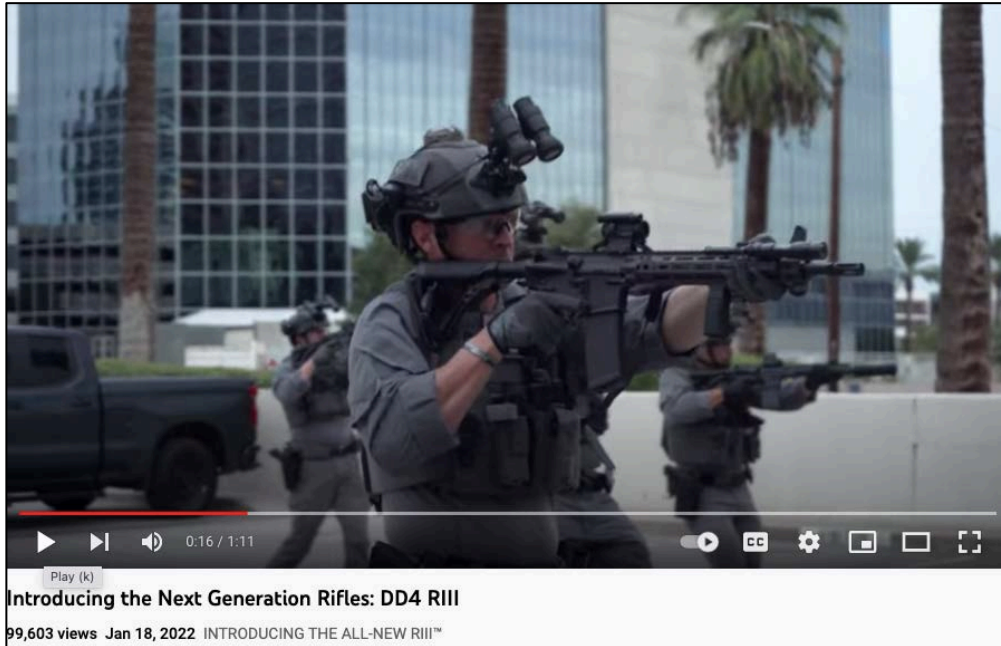 0:16 / 1:11
CC
Play (k)
Introducing the Next Generation Rifles: DD4 RIII
99,603 views Jan 18, 2022 INTRODUCING THE ALL-NEW RIII™